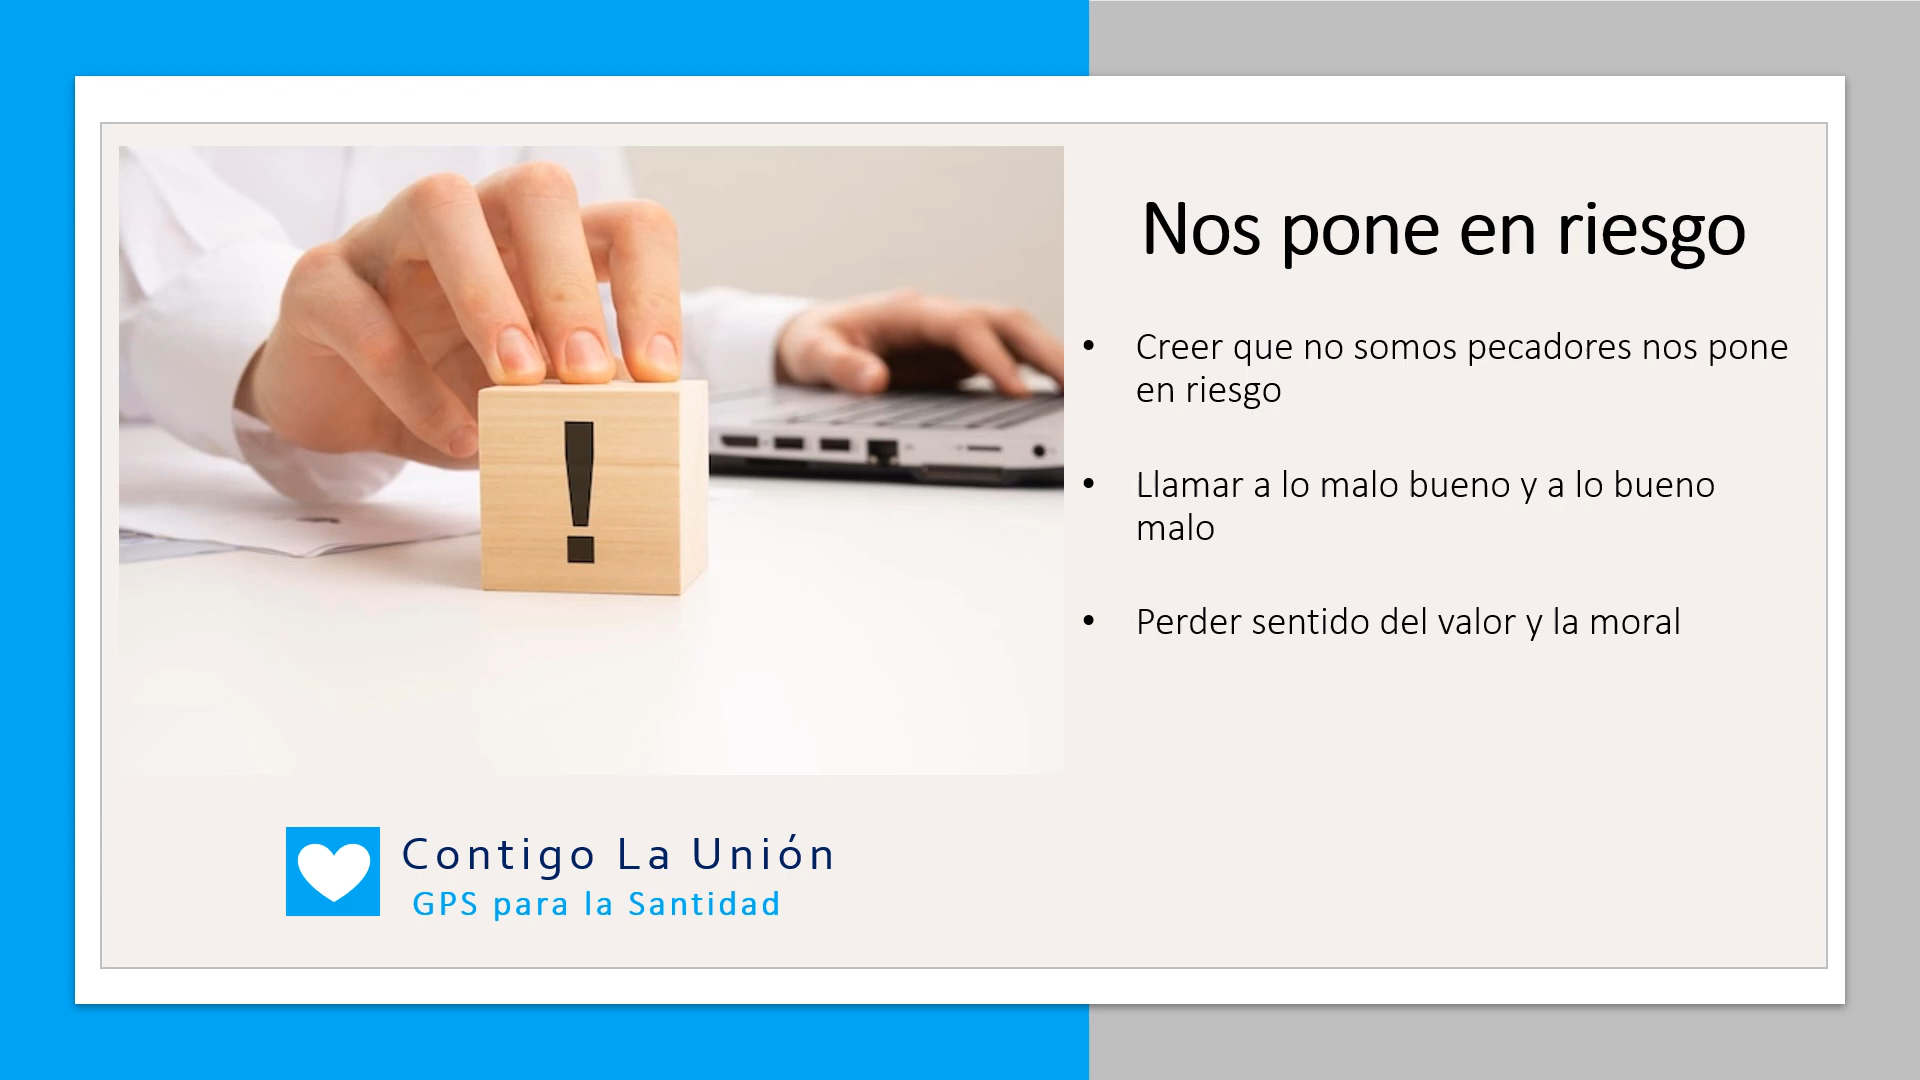 Nos pone en riesgo
• Creer que no somos pecadores nos pone
en riesgo
• Llamar a lo malo bueno y a lo bueno
malo
• Perder sentido del valor y la moral
!
Contigo La Unión
GPS para la Santidad